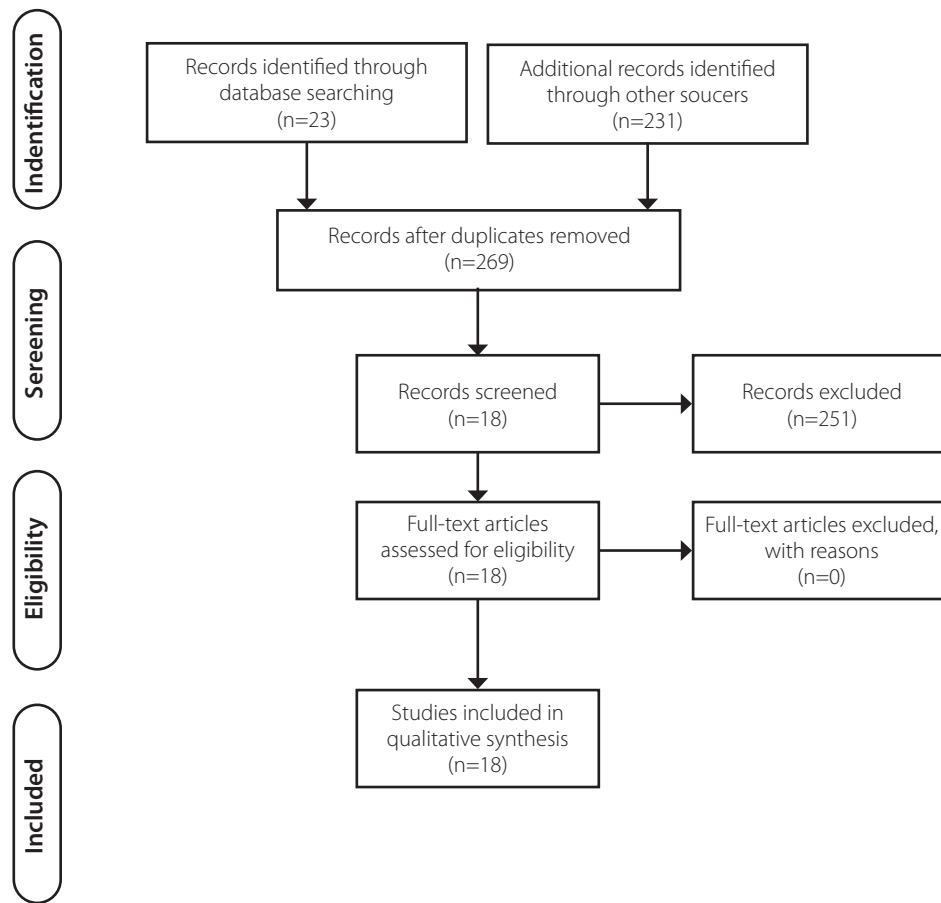 Indentification
Records identified through
database searching
(n=23)
Additional records identified
through other soucers
(n=231)
Records after duplicates removed
(n=269)
Sereening
Records screened
(n=18)
Records excluded
(n=251)
Eligibility
Full-text articles
assessed for eligibility
(n=18)
Full-text articles excluded,
with reasons
(n=0)
Included
Studies included in
qualitative synthesis
(n=18)